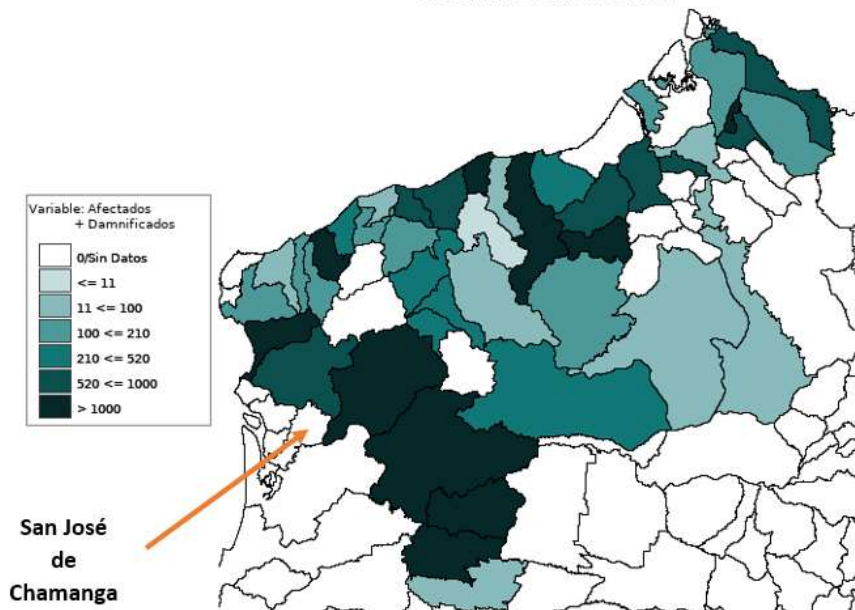 Variable: Afectados
+ Damnificados
0/Sin Datos
<= 11
11 <= 100
100 <= 210
210 <= 520
520 <= 1000
> 1000
San José
de
Chamanga